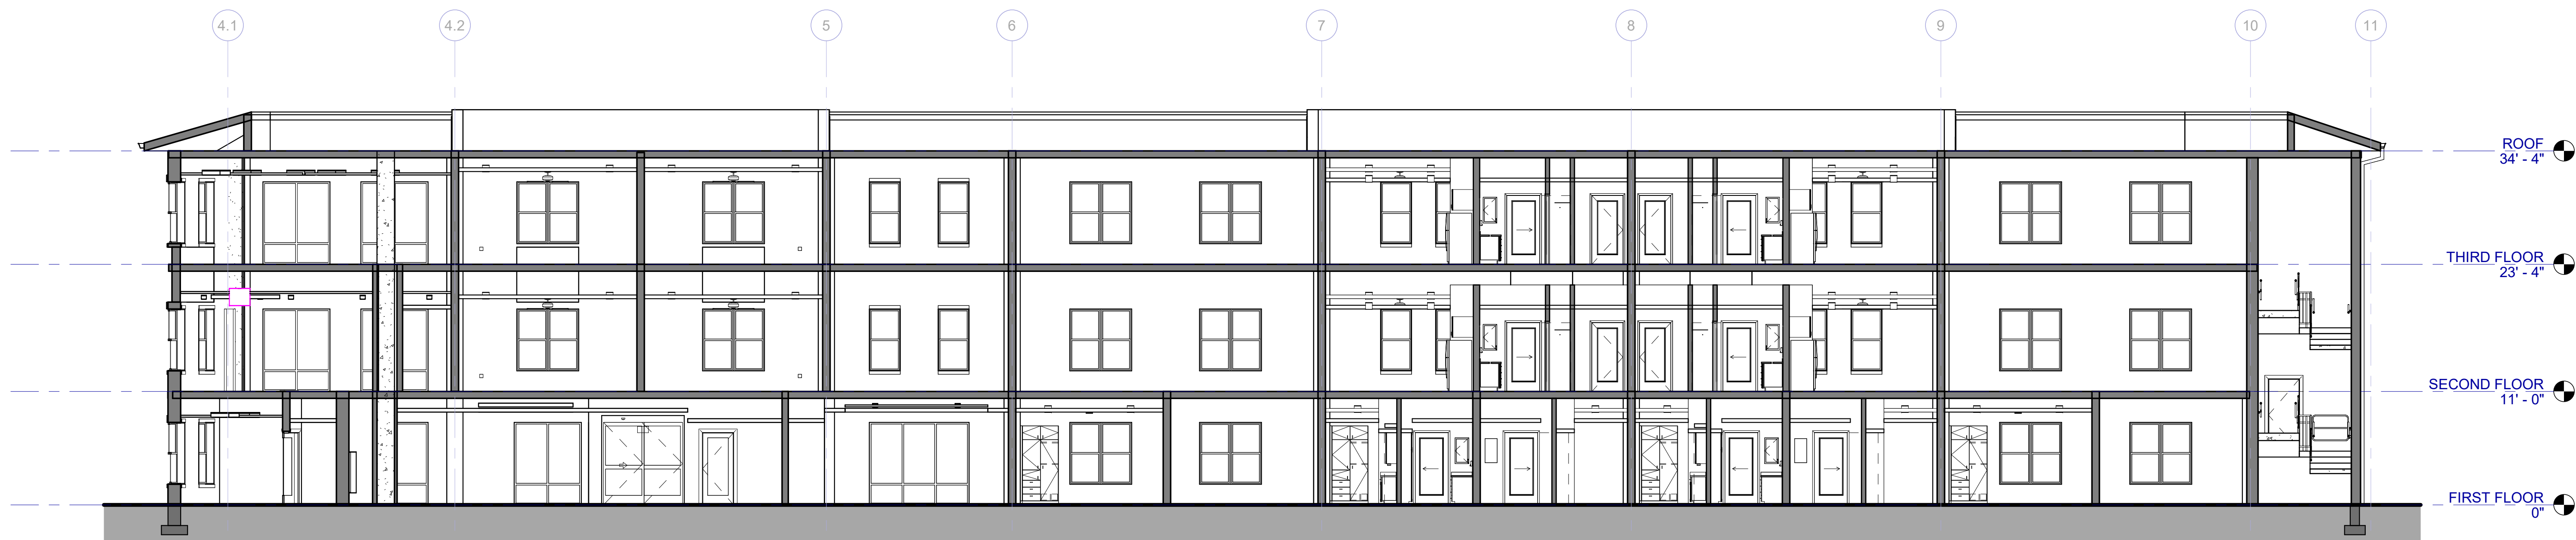 4.1 4.2 5 6 7 8 9 10 11
ROOF
34' - 4"
THIRD FLOOR
23' - 4"
SECOND FLOOR
11' - 0"
FIRST FLOOR
0"